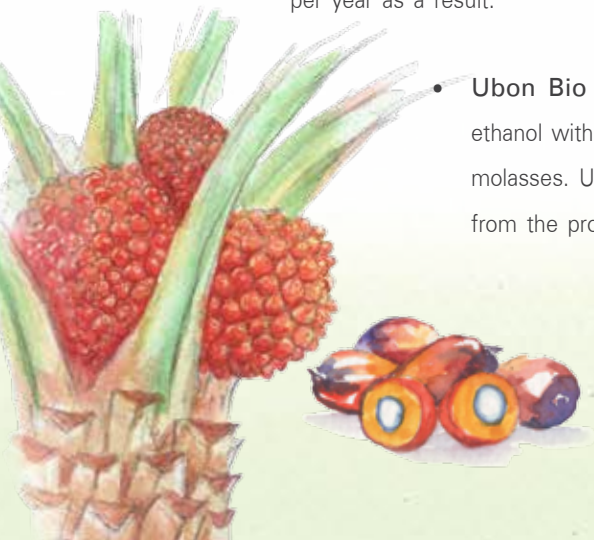 per year as a result.
• Ubon Bio
ethanol with
molasses. U
from the pro